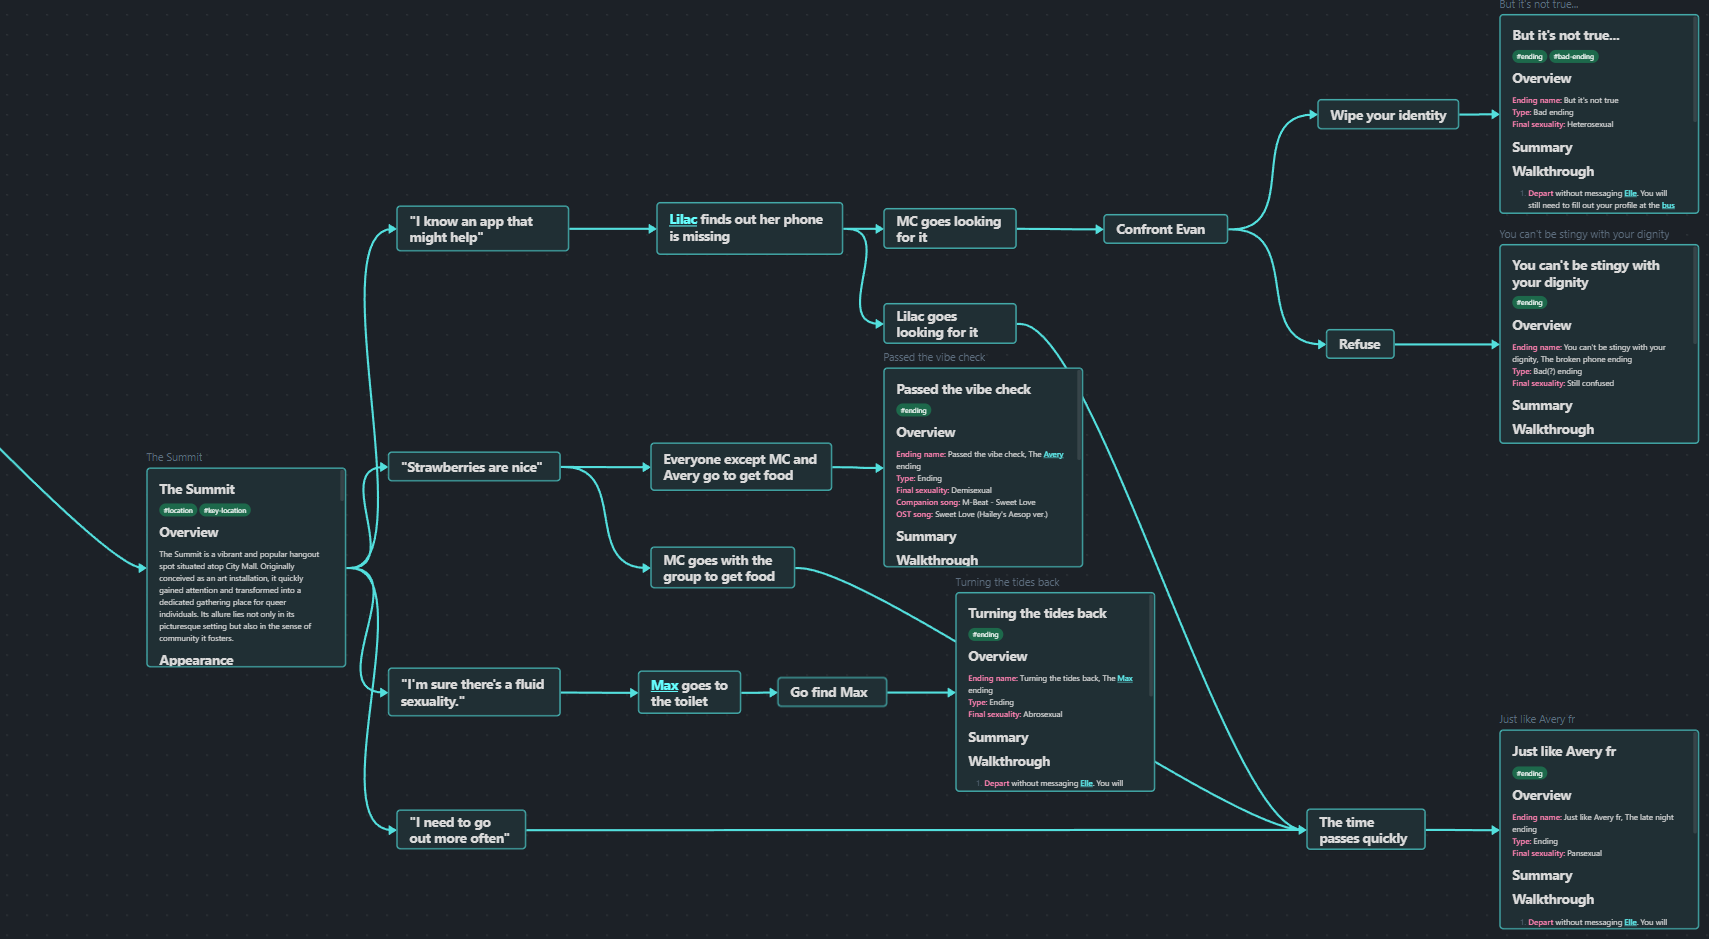 But it's not true...
But it's not true...
#ending #bad-ending
Overview
Ending name: But it's not true
Type: Bad ending
Final sexuality: Heterosexual
Summary
Walkthrough
1. Depart without messaging Elle. You will
still need to fill out your profile at the bus
Wipe your identity
"I know an app that
might help"
Lilac finds out her phone
is missing
MC goes looking
for it
Confront Evan
You can't be stingy with your dignity
You can't be stingy with
your dignity
#ending
Overview
Ending name: You can't be stingy with your
dignity, The broken phone ending
Type: Bad(?) ending
Final sexuality: Still confused
Summary
Walkthrough
Lilac goes
looking for it
Refuse
Passed the vibe check
Passed the vibe check
#ending
Overview
Ending name: Passed the vibe check, The Avery
ending
Type: Ending
Final sexuality: Demisexual
Companion song: M-Beat - Sweet Love
OST song: Sweet Love (Hailey's Aesop ver.)
Summary
Walkthrough
The Summit
The Summit
#location #key-location
Overview
The Summit is a vibrant and popular hangout
spot situated atop City Mall. Originally
conceived as an art installation, it quickly
gained attention and transformed into a
dedicated gathering place for queer
individuals. Its allure lies not only in its
picturesque setting but also in the sense of
community it fosters.
Appearance
"Strawberries are nice"
Everyone except MC and
Avery go to get food
MC goes with the
group to get food
Turning the tides back
Turning the tides back
#ending
Overview
Ending name: Turning the tides back, The Max
ending
Type: Ending
Final sexuality: Abrosexual
Summary
Walkthrough
1. Depart without messaging Elle. You will
"I'm sure there's a fluid
sexuality."
Max goes to
the toilet
Go find Max
"I need to go
out more often"
The time
passes quickly
Just like Avery fr
Just like Avery fr
#ending
Overview
Ending name: Just like Avery fr, The late night
ending
Type: Ending
Final sexuality: Pansexual
Summary
Walkthrough
1. Depart without messaging Elle. You will